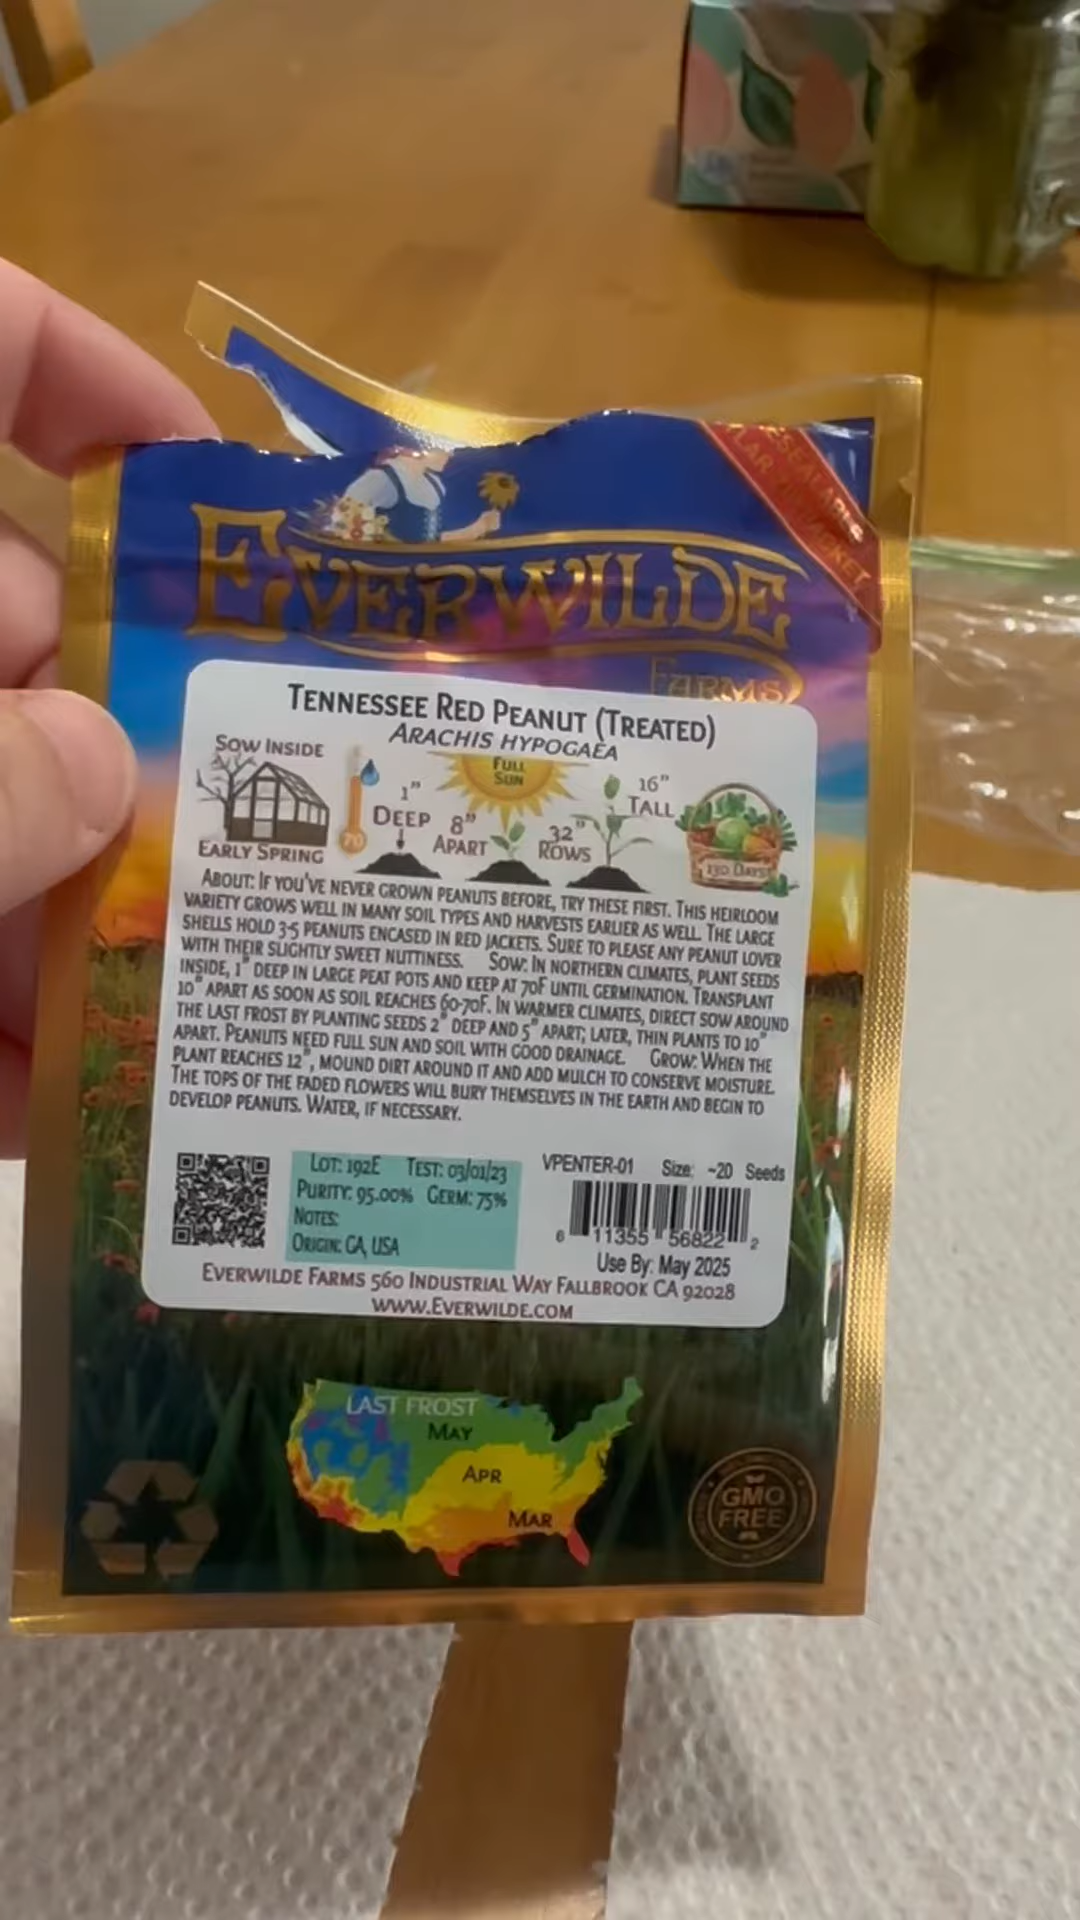 RESEALABLE
MYLAR SEED PACKET
EVERWILDE
FARMS
TENNESSEE RED PEANUT (TREATED)
ARACHIS HYPOGAEA
SOW INSIDE
EARLY SPRING
70
1"
DEEP
FULL
SUN
8"
APART
32"
ROWS
16"
TALL
130 DAYS
ABOUT: IF YOU'VE NEVER GROWN PEANUTS BEFORE, TRY THESE FIRST. THIS HEIRLOOM
VARIETY GROWS WELL IN MANY SOIL TYPES AND HARVESTS EARLIER AS WELL. THE LARGE
SHELLS HOLD 3-5 PEANUTS ENCASED IN RED JACKETS. SURE TO PLEASE ANY PEANUT LOVER
WITH THEIR SLIGHTLY SWEET NUTTINESS. SOW: IN NORTHERN CLIMATES, PLANT SEEDS
INSIDE, 1" DEEP IN LARGE PEAT POTS AND KEEP AT 70F UNTIL GERMINATION. TRANSPLANT
10" APART AS SOON AS SOIL REACHES 60-70F. IN WARMER CLIMATES, DIRECT SOW AROUND
THE LAST FROST BY PLANTING SEEDS 2" DEEP AND 5" APART; LATER, THIN PLANTS TO 10"
APART. PEANUTS NEED FULL SUN AND SOIL WITH GOOD DRAINAGE. GROW: WHEN THE
PLANT REACHES 12", MOUND DIRT AROUND IT AND ADD MULCH TO CONSERVE MOISTURE.
THE TOPS OF THE FADED FLOWERS WILL BURY THEMSELVES IN THE EARTH AND BEGIN TO
DEVELOP PEANUTS. WATER, IF NECESSARY.
LOT: 192E TEST: 03/01/23
PURITY: 95.00% GERM: 75%
NOTES:
ORIGIN: GA, USA
VPENTER-01 Size: ~20 Seeds
6 11355 56822 2
Use By: May 2025
EVERWILDE FARMS 560 INDUSTRIAL WAY FALLBROOK CA 92028
WWW.EVERWILDE.COM
LAST FROST
MAY
APR
MAR
GMO
FREE